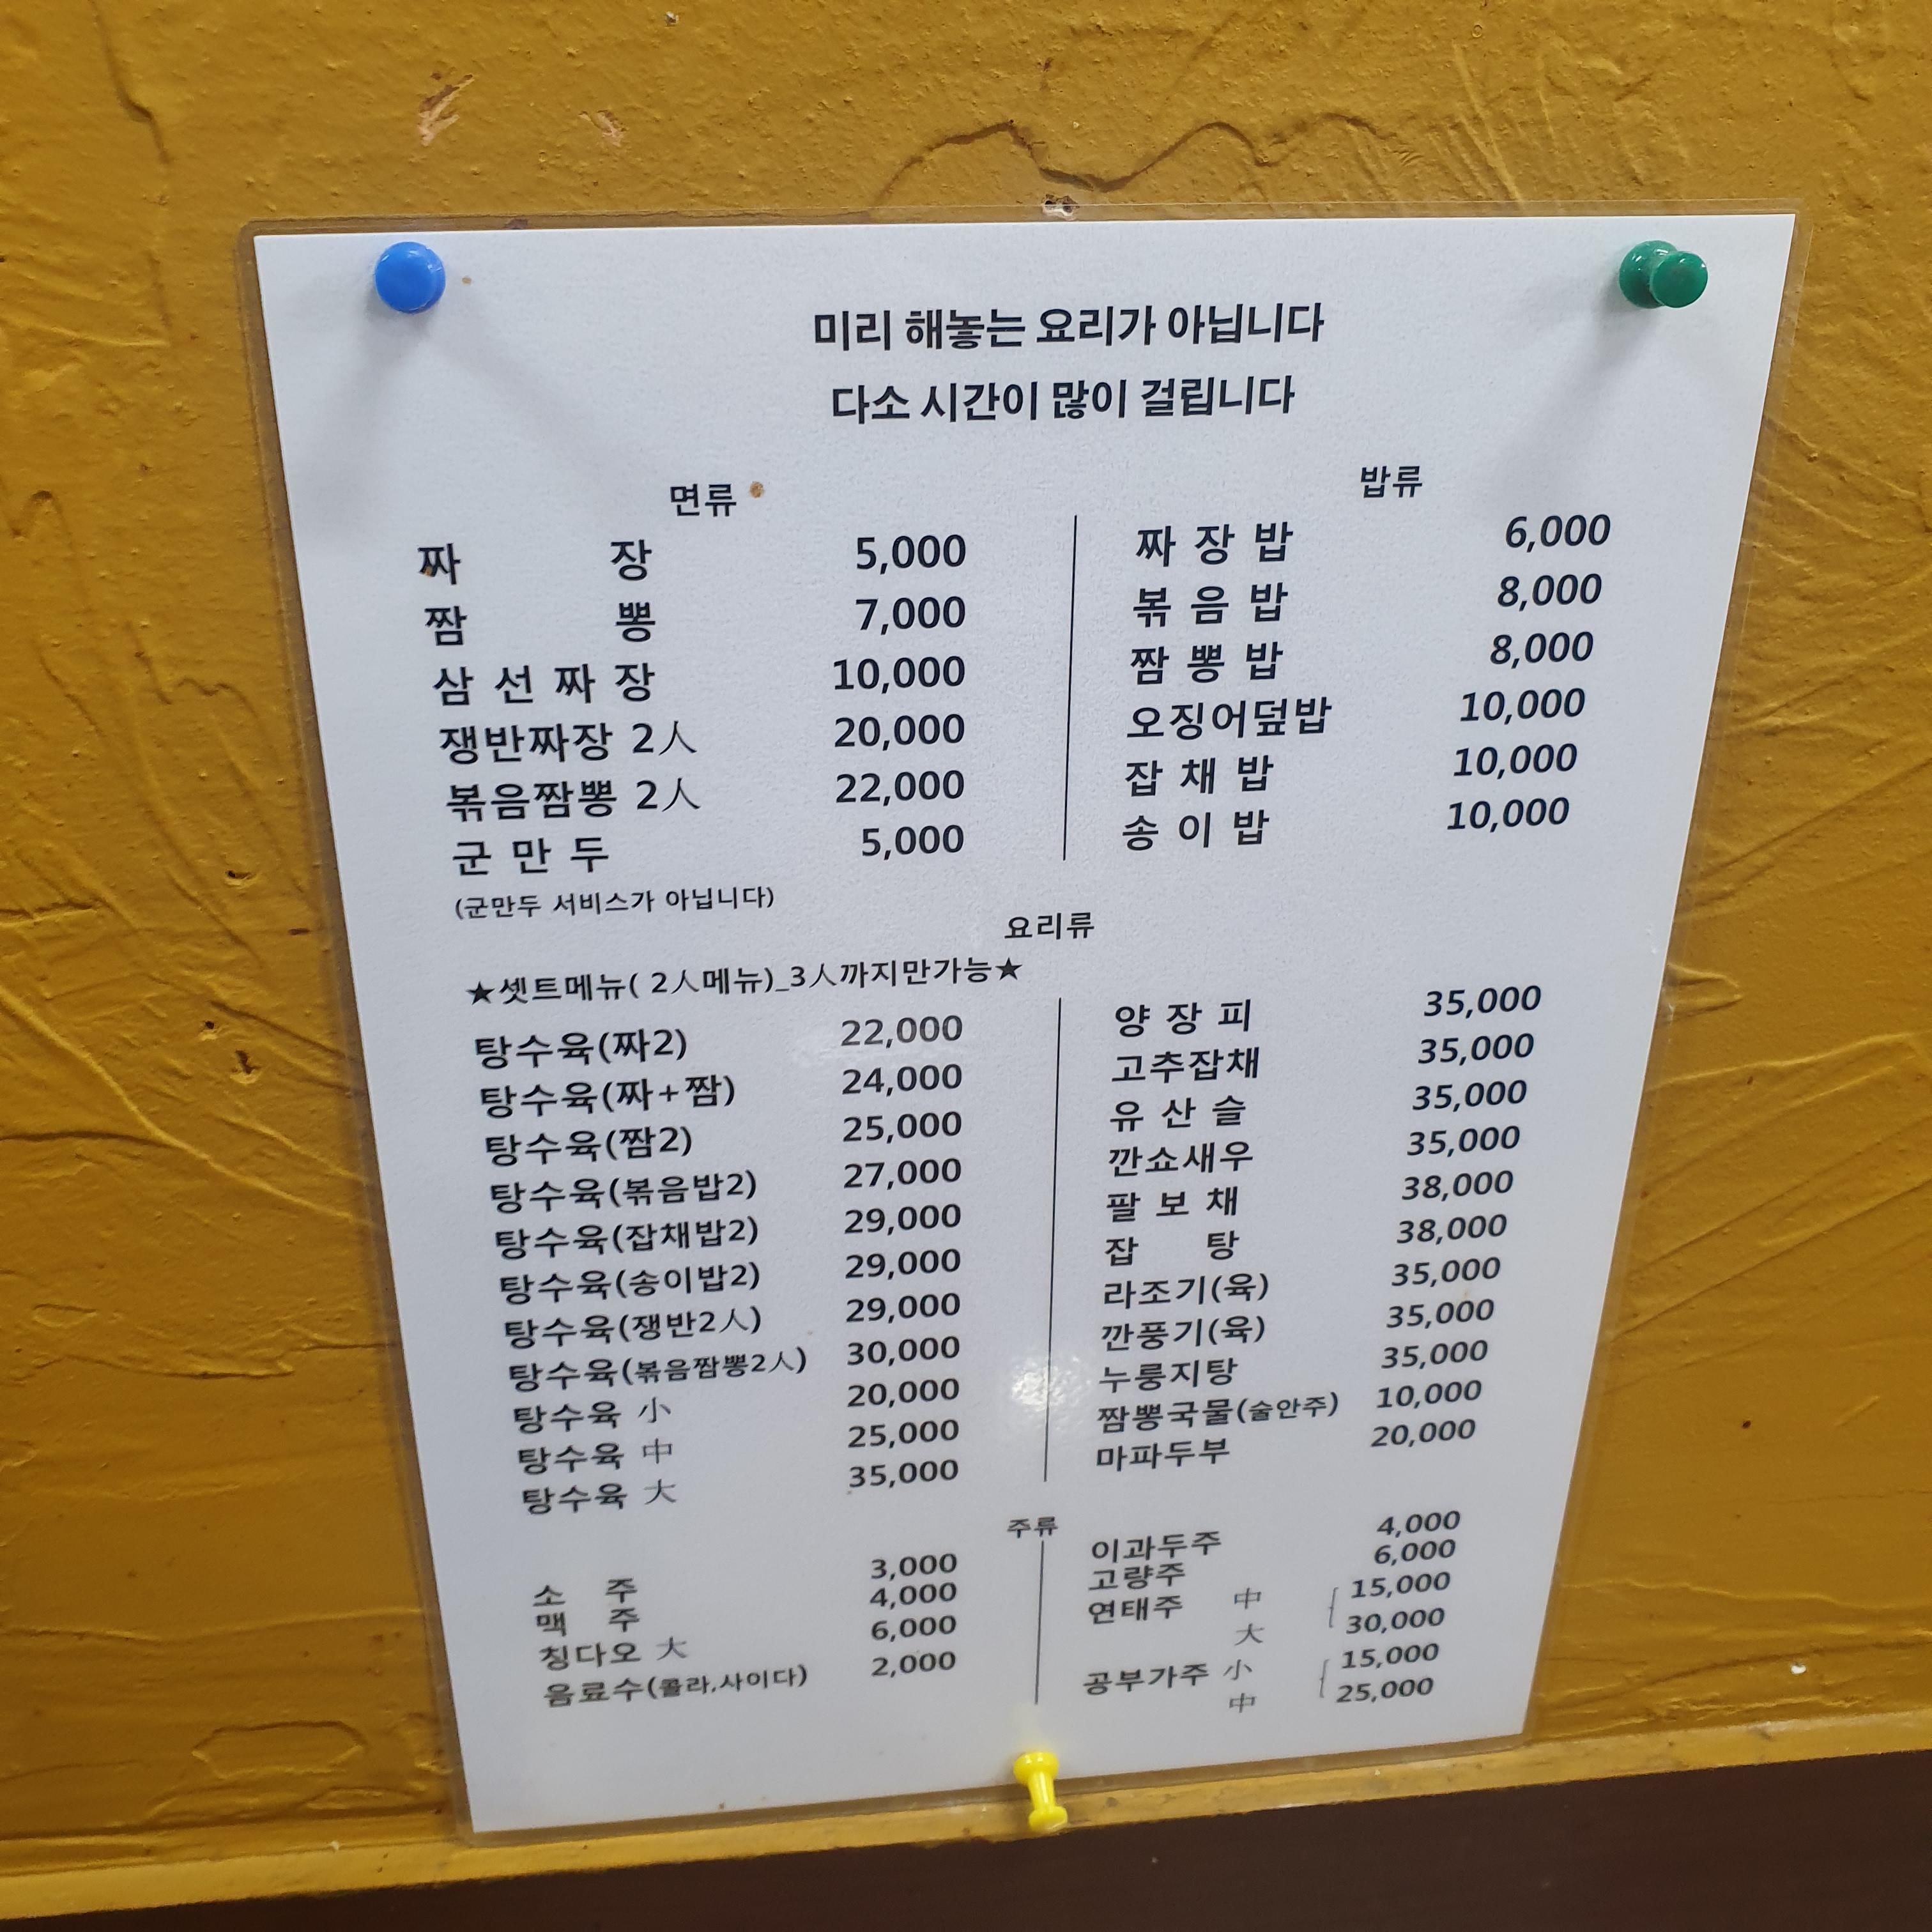 미리 해놓는 요리가 아닙니다
다소 시간이 많이 걸립니다
면류
짜 장 5,000
짬 뽕 7,000
삼 선 짜 장 10,000
쟁반짜장 2人 20,000
볶음짬뽕 2人 22,000
군 만 두 5,000
(군만두 서비스가 아닙니다)
밥류
짜 장 밥 6,000
볶 음 밥 8,000
짬 뽕 밥 8,000
오징어덮밥 10,000
잡 채 밥 10,000
송 이 밥 10,000
요리류
★셋트메뉴( 2人메뉴)_3人까지만가능★
탕수육(짜2) 22,000
탕수육(짜+짬) 24,000
탕수육(짬2) 25,000
탕수육(볶음밥2) 27,000
탕수육(잡채밥2) 29,000
탕수육(송이밥2) 29,000
탕수육(쟁반2人) 29,000
탕수육(볶음짬뽕2人) 30,000
탕수육 小 20,000
탕수육 中 25,000
탕수육 大 35,000
양 장 피 35,000
고추잡채 35,000
유 산 슬 35,000
깐쇼새우 35,000
팔 보 채 38,000
잡 탕 38,000
라조기(육) 35,000
깐풍기(육) 35,000
누룽지탕 35,000
짬뽕국물(술안주) 10,000
마파두부 20,000
주류
소 주 3,000
맥 주 4,000
칭다오 大 6,000
음료수(콜라,사이다) 2,000
이과두주 4,000
고량주 6,000
연태주 中 15,000
大 30,000
공부가주 小 15,000
中 25,000